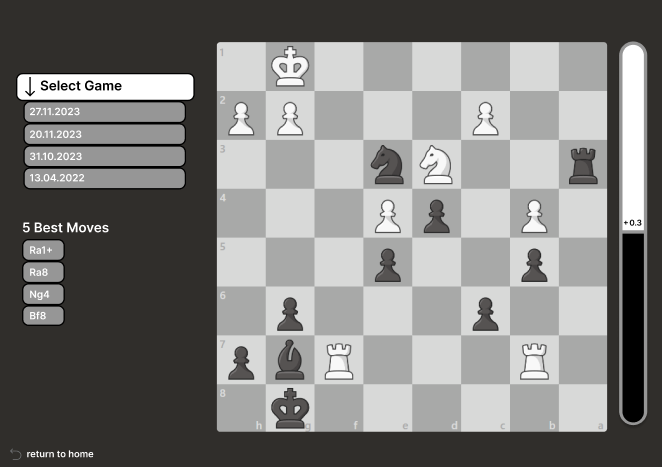 Select Game
27.11.2023
20.11.2023
31.10.2023
13.04.2022
5 Best Moves
Ra1+
Ra8
Ng4
Bf8
return to home
1
2
3
4
5
6
7
8
h g f e d c b a
+0.3